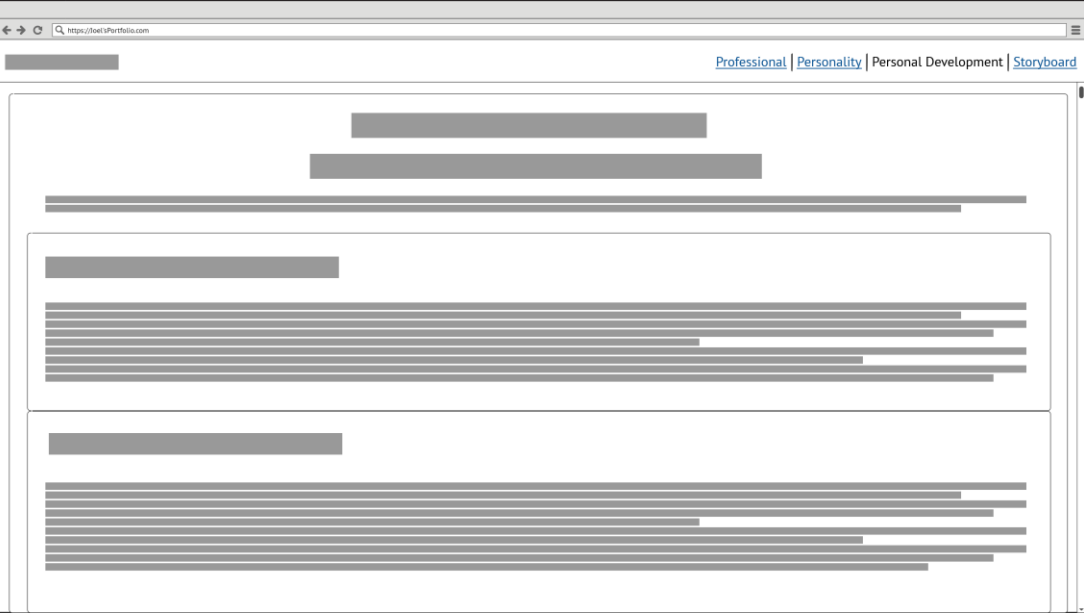 https://Joel'sPortfolio.com
Professional | Personality | Personal Development | Storyboard